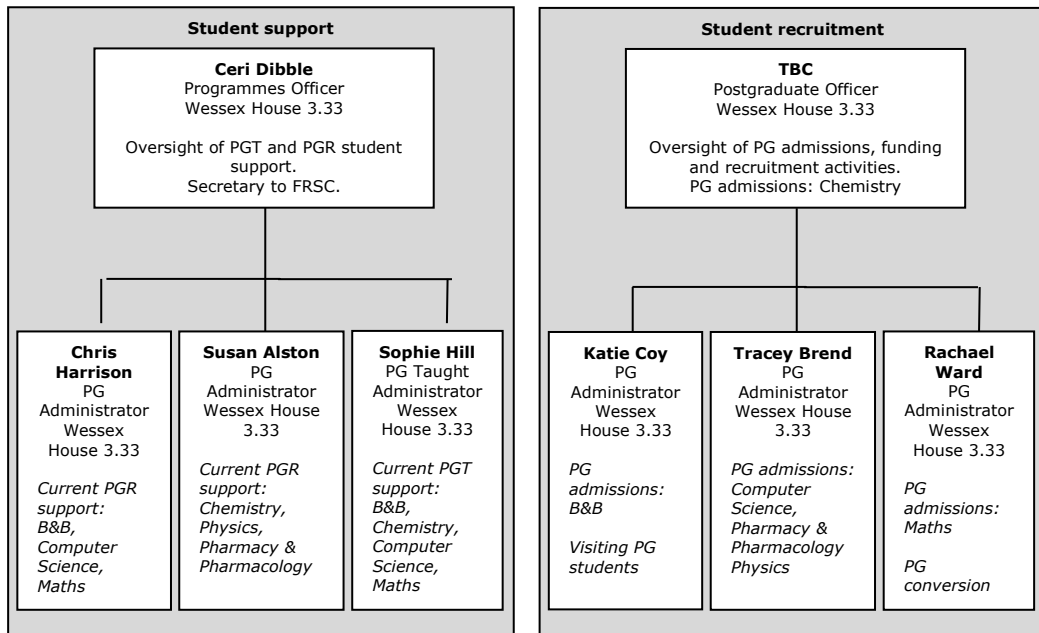 Student support
Ceri Dibble
Programmes Officer
Wessex House 3.33
Oversight of PGT and PGR student
support.
Secretary to FRSC.
Chris
Harrison
PG
Administrator
Wessex
House 3.33
Current PGR
support:
B&B,
Computer
Science,
Maths
Susan Alston
PG
Administrator
Wessex House
3.33
Current PGR
support:
Chemistry,
Physics,
Pharmacy &
Pharmacology
Sophie Hill
PG Taught
Administrator
Wessex
House 3.33
Current PGT
support:
B&B,
Chemistry,
Computer
Science,
Maths
Student recruitment
TBC
Postgraduate Officer
Wessex House 3.33
Oversight of PG admissions, funding
and recruitment activities.
PG admissions: Chemistry
Katie Coy
PG
Administrator
Wessex
House 3.33
PG
admissions:
B&B
Visiting PG
students
Tracey Brend
PG
Administrator
Wessex House
3.33
PG admissions:
Computer
Science,
Pharmacy &
Pharmacology
Physics
Rachael
Ward
PG
Administrator
Wessex
House 3.33
PG
admissions:
Maths
PG
conversion